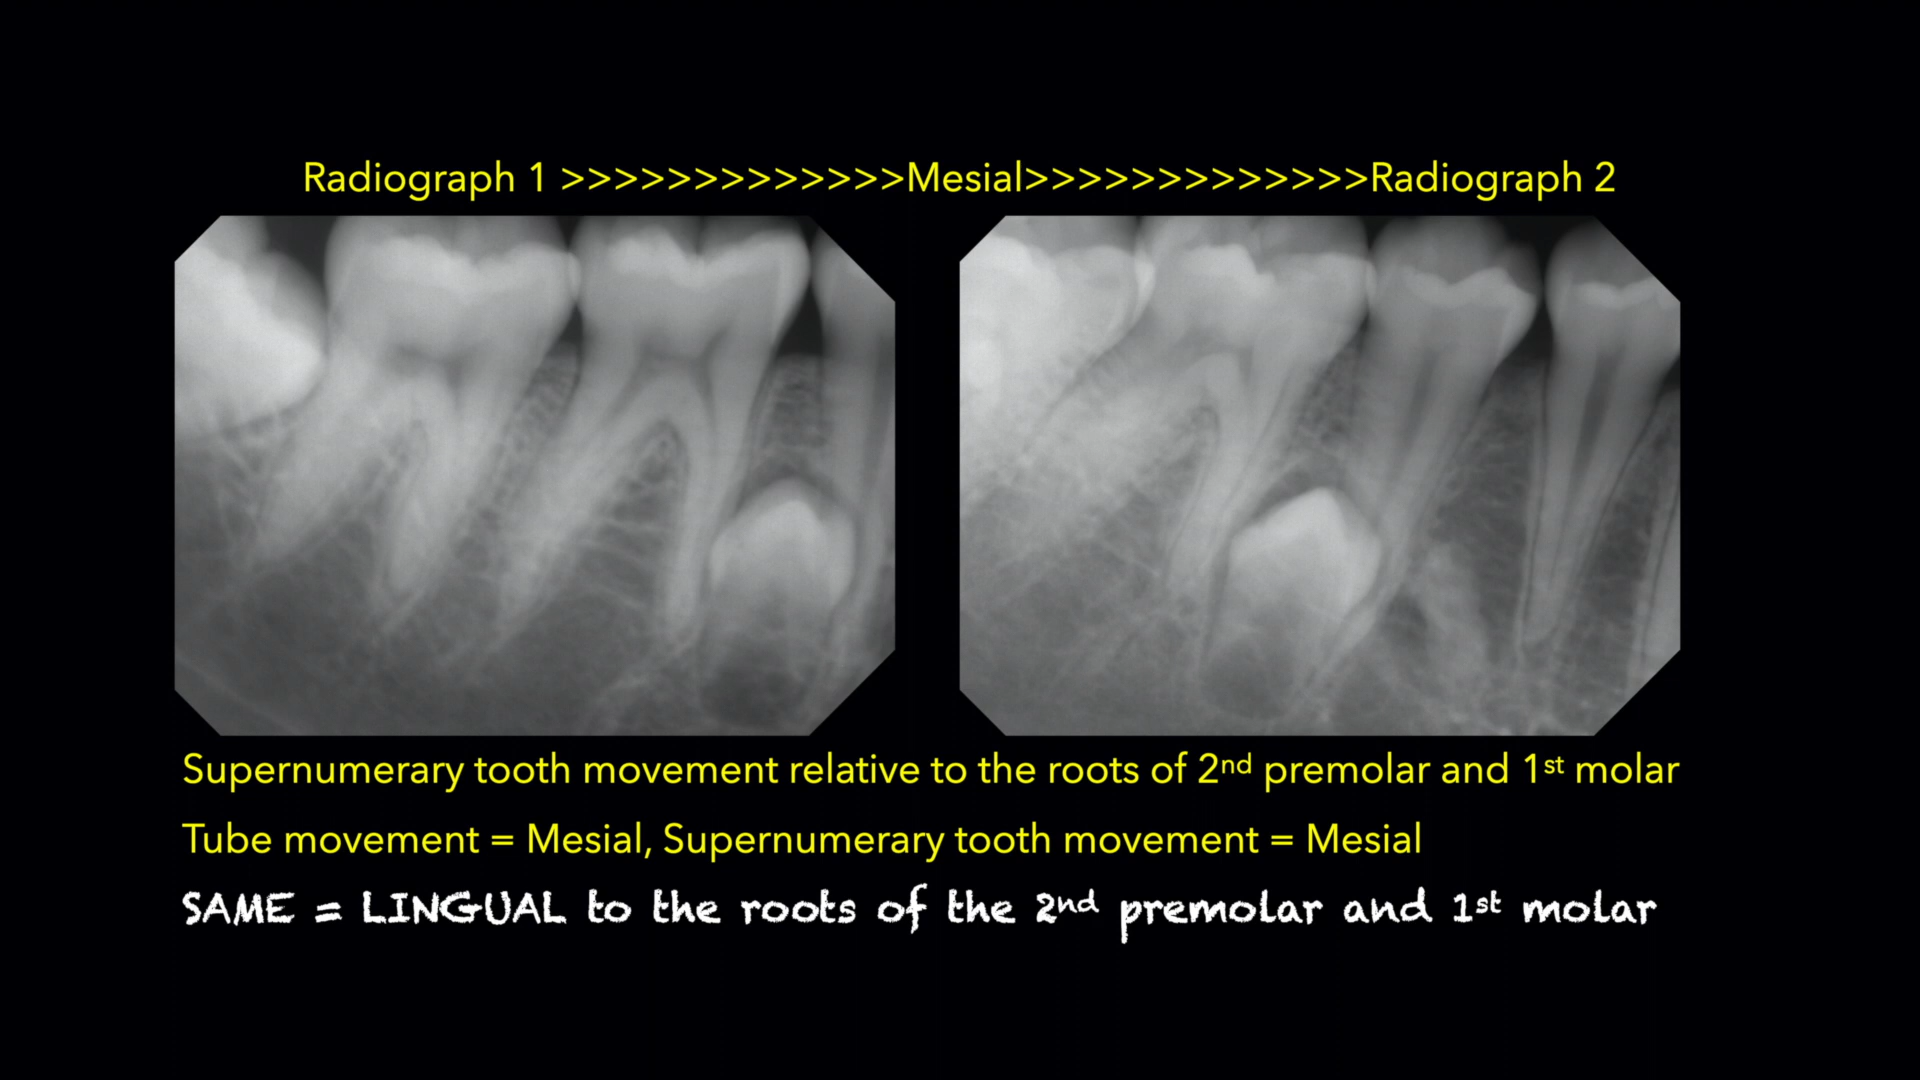 Radiograph 1 >>>>>>>>>>>>>Mesial>>>>>>>>>>>>>Radiograph 2
Supernumerary tooth movement relative to the roots of 2nd premolar and 1st molar
Tube movement = Mesial, Supernumerary tooth movement = Mesial
SAME = LINGUAL to the roots of the 2nd premolar and 1st molar